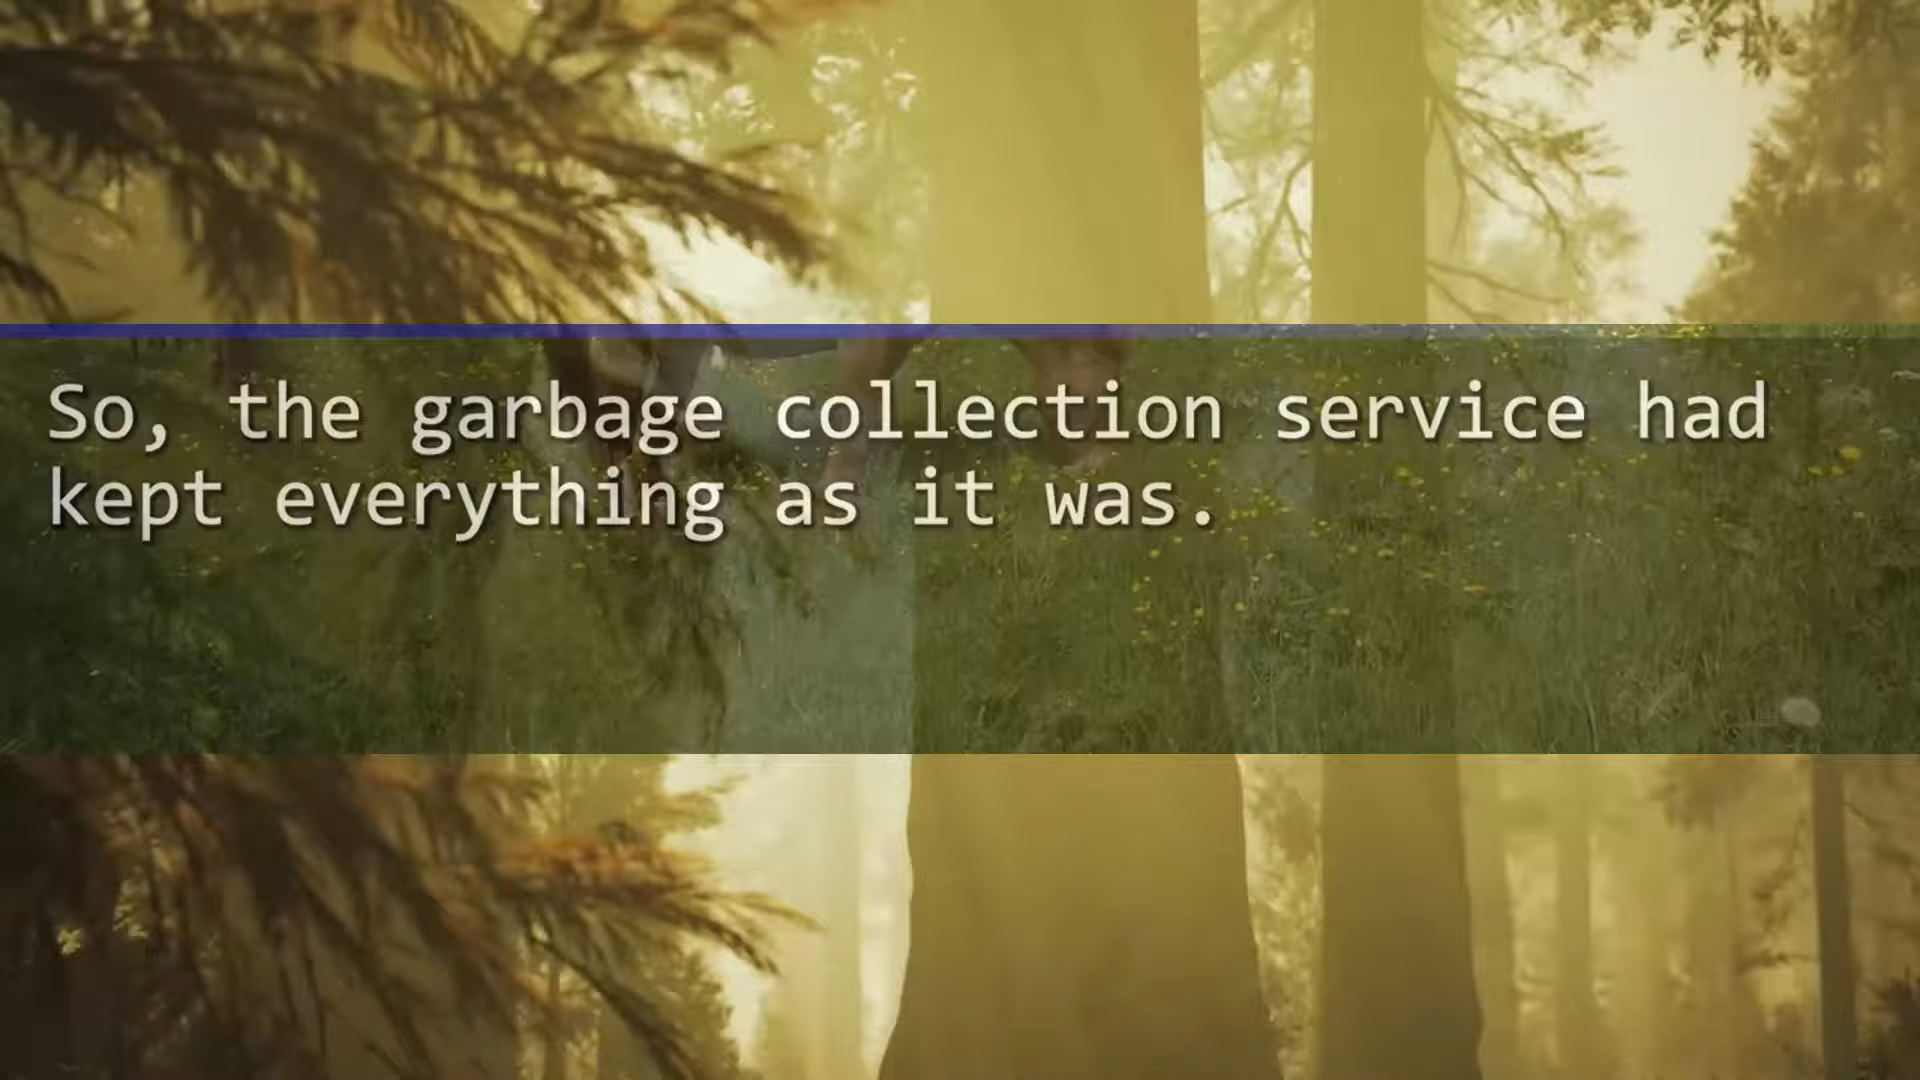 So, the garbage collection service had
kept everything as it was.